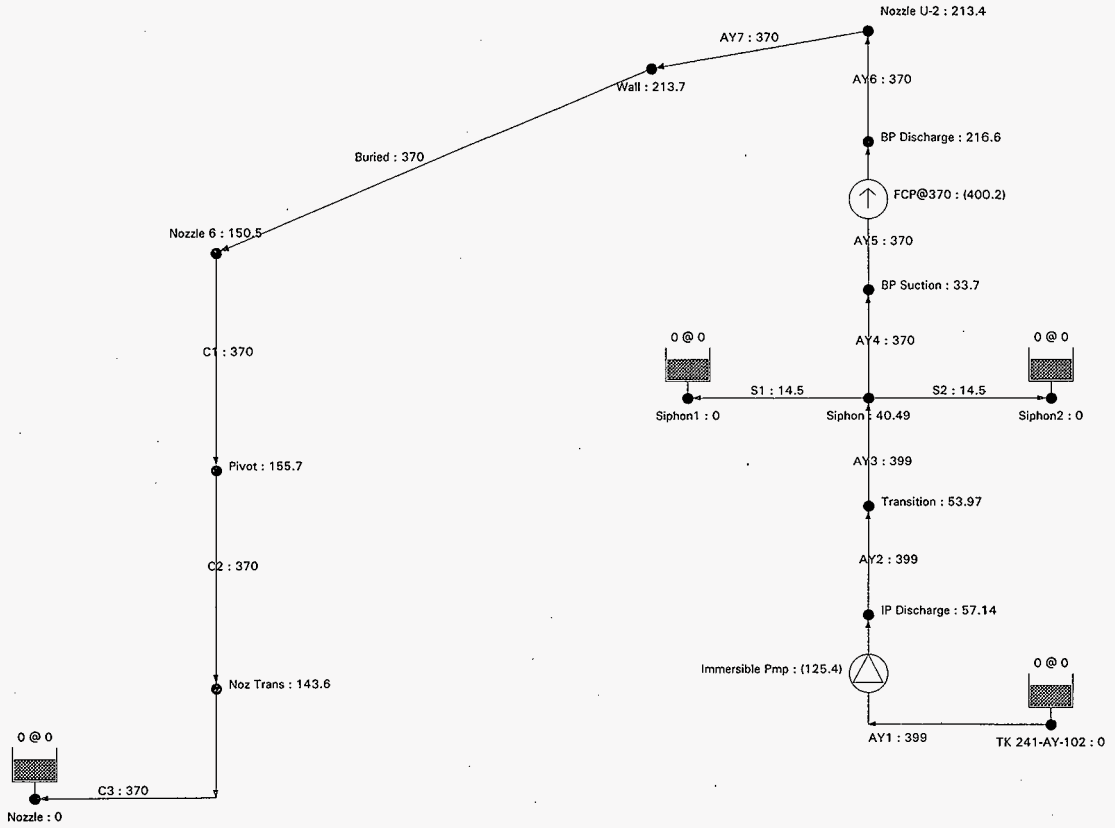 Nozzle U-2 : 213.4
AY7 : 370
AY6 : 370
Wall : 213.7
BP Discharge : 216.6
Buried : 370
FCP@370 : (400.2)
Nozzle 6 : 150.5
AY5 : 370
BP Suction : 33.7
0 @ 0
0 @ 0
C1 : 370
AY4 : 370
S1 : 14.5
S2 : 14.5
Siphon1 : 0
Siphon : 40.49
Siphon2 : 0
Pivot : 155.7
AY3 : 399
Transition : 53.97
C2 : 370
AY2 : 399
IP Discharge : 57.14
Immersible Pmp : (125.4)
0 @ 0
Noz Trans : 143.6
0 @ 0
AY1 : 399
TK 241-AY-102 : 0
C3 : 370
Nozzle : 0